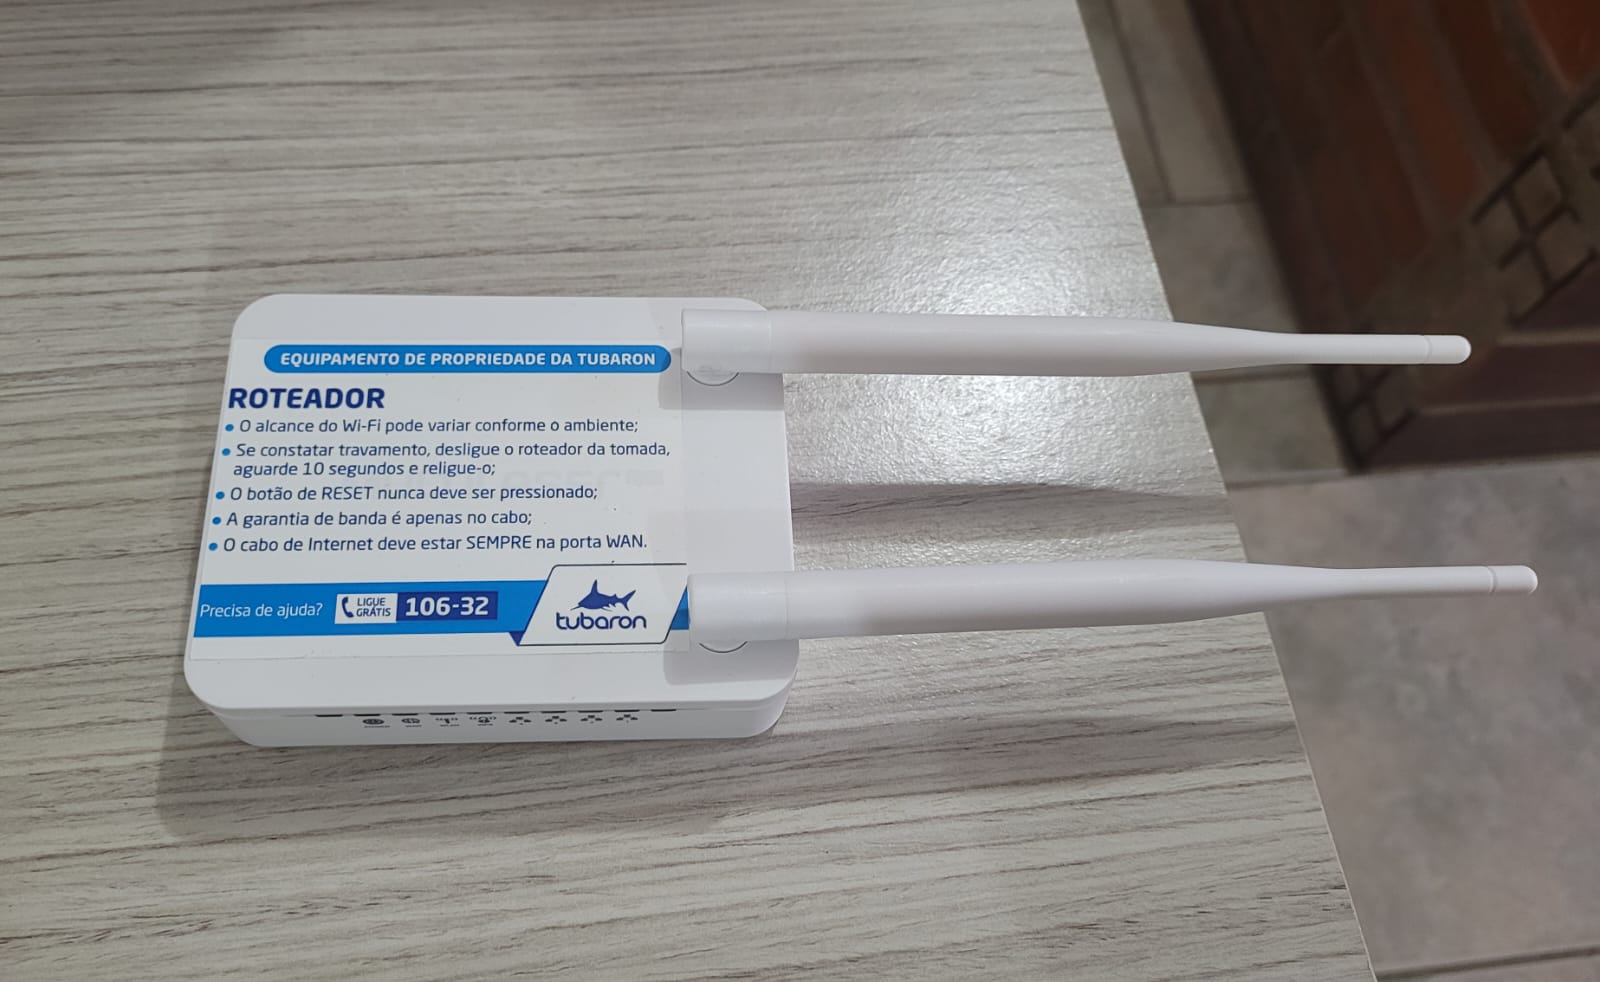 EQUIPAMENTO DE PROPRIEDADE DA TUBARON
ROTEADOR
• O alcance do Wi-Fi pode variar conforme o ambiente;
• Se constatar travamento, desligue o roteador da tomada,
aguarde 10 segundos e religue-o;
• O botão de RESET nunca deve ser pressionado;
• A garantia de banda é apenas no cabo;
• O cabo de Internet deve estar SEMPRE na porta WAN.
Precisa de ajuda? LIGUE GRÁTIS 106-32
tubaron